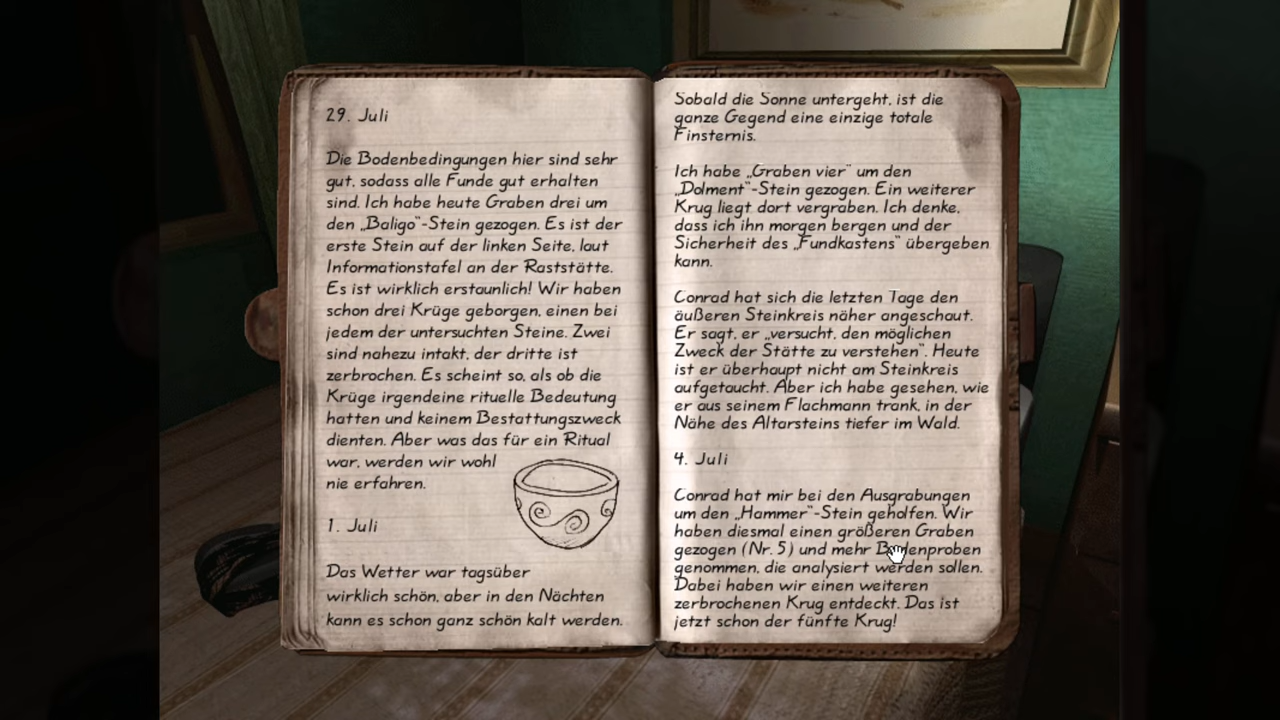 29. Juli
Die Bodenbedingungen hier sind sehr
gut, sodass alle Funde gut erhalten
sind. Ich habe heute Graben drei um
den „Baligo“-Stein gezogen. Es ist der
erste Stein auf der linken Seite, laut
Informationstafel an der Raststätte.
Es ist wirklich erstaunlich! Wir haben
schon drei Krüge geborgen, einen bei
jedem der untersuchten Steine. Zwei
sind nahezu intakt, der dritte ist
zerbrochen. Es scheint so, als ob die
Krüge irgendeine rituelle Bedeutung
hatten und keinem Bestattungszweck
dienten. Aber was das für ein Ritual
war, werden wir wohl
nie erfahren.
1. Juli
Das Wetter war tagsüber
wirklich schön, aber in den Nächten
kann es schon ganz schön kalt werden.
Sobald die Sonne untergeht, ist die
ganze Gegend eine einzige totale
Finsternis.
Ich habe „Graben vier“ um den
„Dolment“-Stein gezogen. Ein weiterer
Krug liegt dort vergraben. Ich denke,
dass ich ihn morgen bergen und der
Sicherheit des „Fundkastens“ übergeben
kann.
Conrad hat sich die letzten Tage den
äußeren Steinkreis näher angeschaut.
Er sagt, er „versucht, den möglichen
Zweck der Stätte zu verstehen“. Heute
ist er überhaupt nicht am Steinkreis
aufgetaucht. Aber ich habe gesehen, wie
er aus seinem Flachmann trank, in der
Nähe des Altarsteins tiefer im Wald.
4. Juli
Conrad hat mir bei den Ausgrabungen
um den „Hammer“-Stein geholfen. Wir
haben diesmal einen größeren Graben
gezogen (Nr. 5) und mehr Bodenproben
genommen, die analysiert werden sollen.
Dabei haben wir einen weiteren
zerbrochenen Krug entdeckt. Das ist
jetzt schon der fünfte Krug!